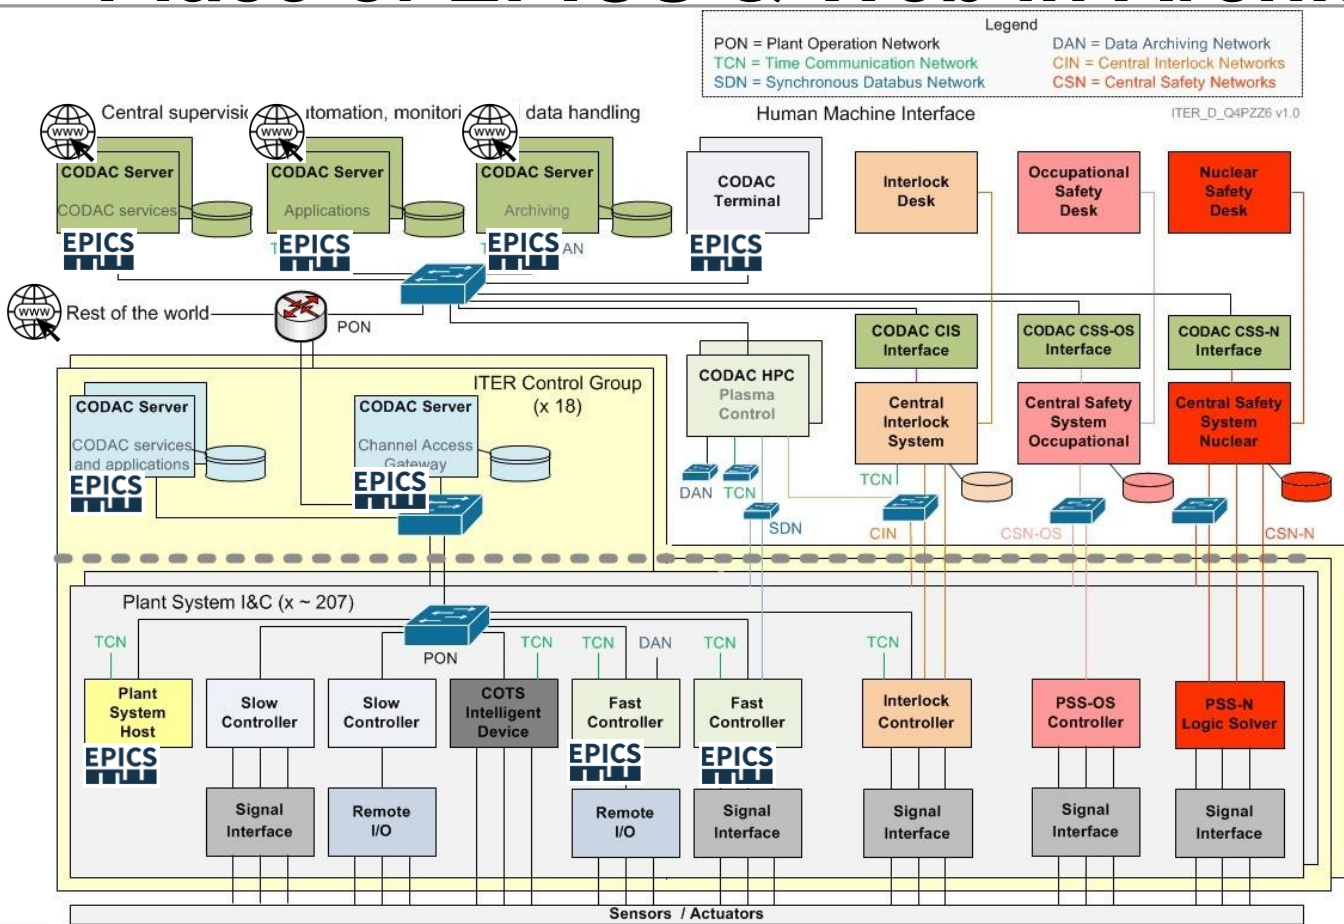 Legend
PON = Plant Operation Network
DAN = Data Archiving Network
TCN = Time Communication Network
CIN = Central Interlock Networks
SDN = Synchronous Databus Network
CSN = Central Safety Networks
Central supervisi
tomation, monitori
data handling
Human Machine Interface
ITER_D_Q4PZZ6 v1.0
www
www
www
CODAC Server
CODAC services
EPICS
CODAC Server
Applications
T
EPICS
CODAC Server
Archiving
T
EPICS
AN
CODAC
Terminal
EPICS
Interlock
Desk
Occupational
Safety
Desk
Nuclear
Safety
Desk
www
Rest of the world
PON
CODAC CIS
Interface
CODAC CSS-OS
Interface
CODAC CSS-N
Interface
ITER Control Group
(x 18)
CODAC HPC
Plasma
Control
CODAC Server
CODAC services
and applications
EPICS
CODAC Server
Channel Access
Gateway
EPICS
Central
Interlock
System
Central Safety
System
Occupational
Central Safety
System
Nuclear
DAN
TCN
SDN
TCN
CIN
CSN-OS
CSN-N
Plant System I&C (x ~ 207)
PON
TCN
TCN
TCN
DAN
TCN
TCN
Plant
System
Host
EPICS
Slow
Controller
Slow
Controller
COTS
Intelligent
Device
Fast
Controller
EPICS
Fast
Controller
EPICS
Interlock
Controller
PSS-OS
Controller
PSS-N
Logic Solver
Signal
Interface
Remote
I/O
Remote
I/O
Signal
Interface
Signal
Interface
Signal
Interface
Signal
Interface
Sensors / Actuators